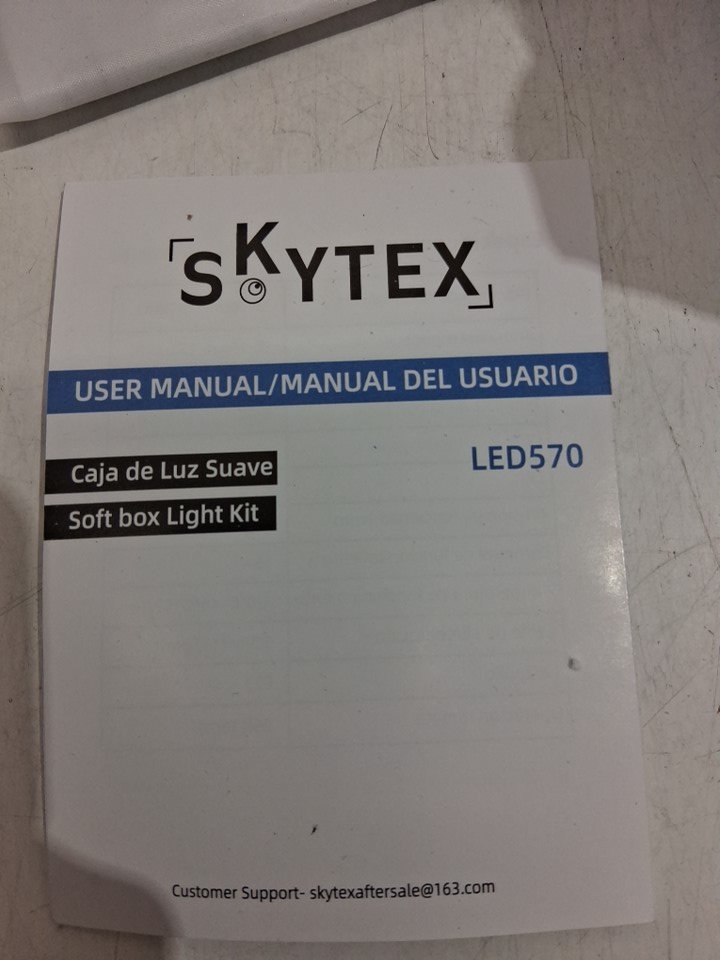 SKYTEX
USER MANUAL/MANUAL DEL USUARIO
Caja de Luz Suave
LED570
Soft box Light Kit
Customer Support- skytexaftersale@163.com